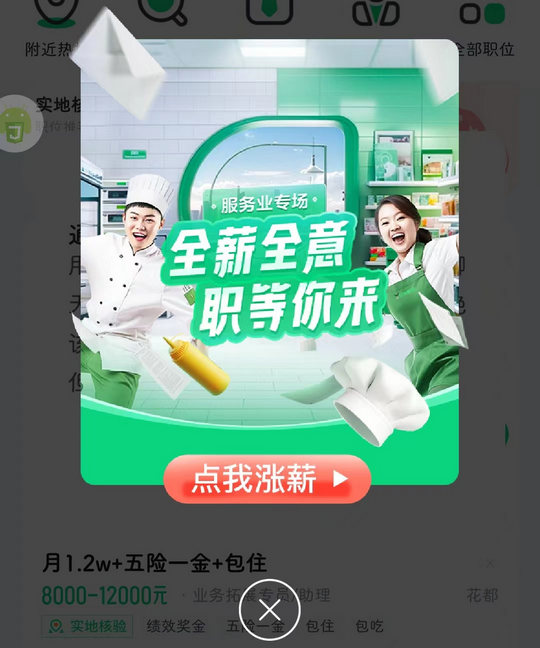 附近热
全部职位
实地核
服务业专场
全薪全意
职等你来
点我涨薪
月1.2w+五险一金+包住
8000-12000元
·业务拓展专员/助理
花都
实地核验
绩效奖金
五险一金
包住
包吃